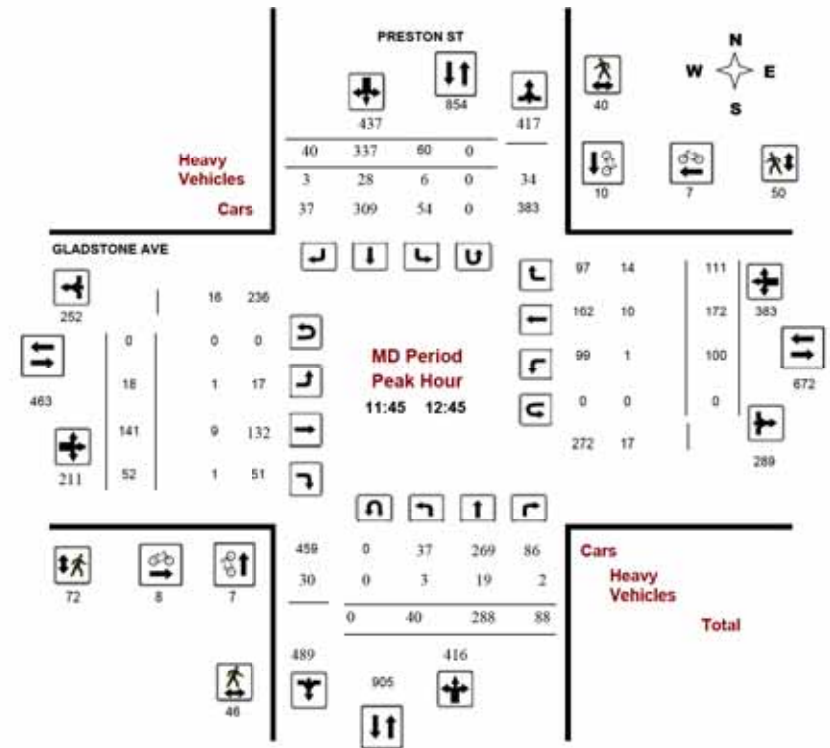 PRESTON ST
N
W E
S
854
40
437
417
40 337 60 0
Heavy
Vehicles
3 28 6 0 34
Cars
37 309 54 0 383
10 7 50
GLADSTONE AVE
252
16 236
0 0 0
463
18 1 17
141 9 132
211
52 1 51
MD Period
Peak Hour
11:45 12:45
97 14 111
162 10 172
383
99 1 100
672
0 0 0
272 17
289
72 8 7
459 0 37 269 86
Cars
30 0 3 19 2
Heavy
Vehicles
0 40 288 88
Total
489
416
905
46